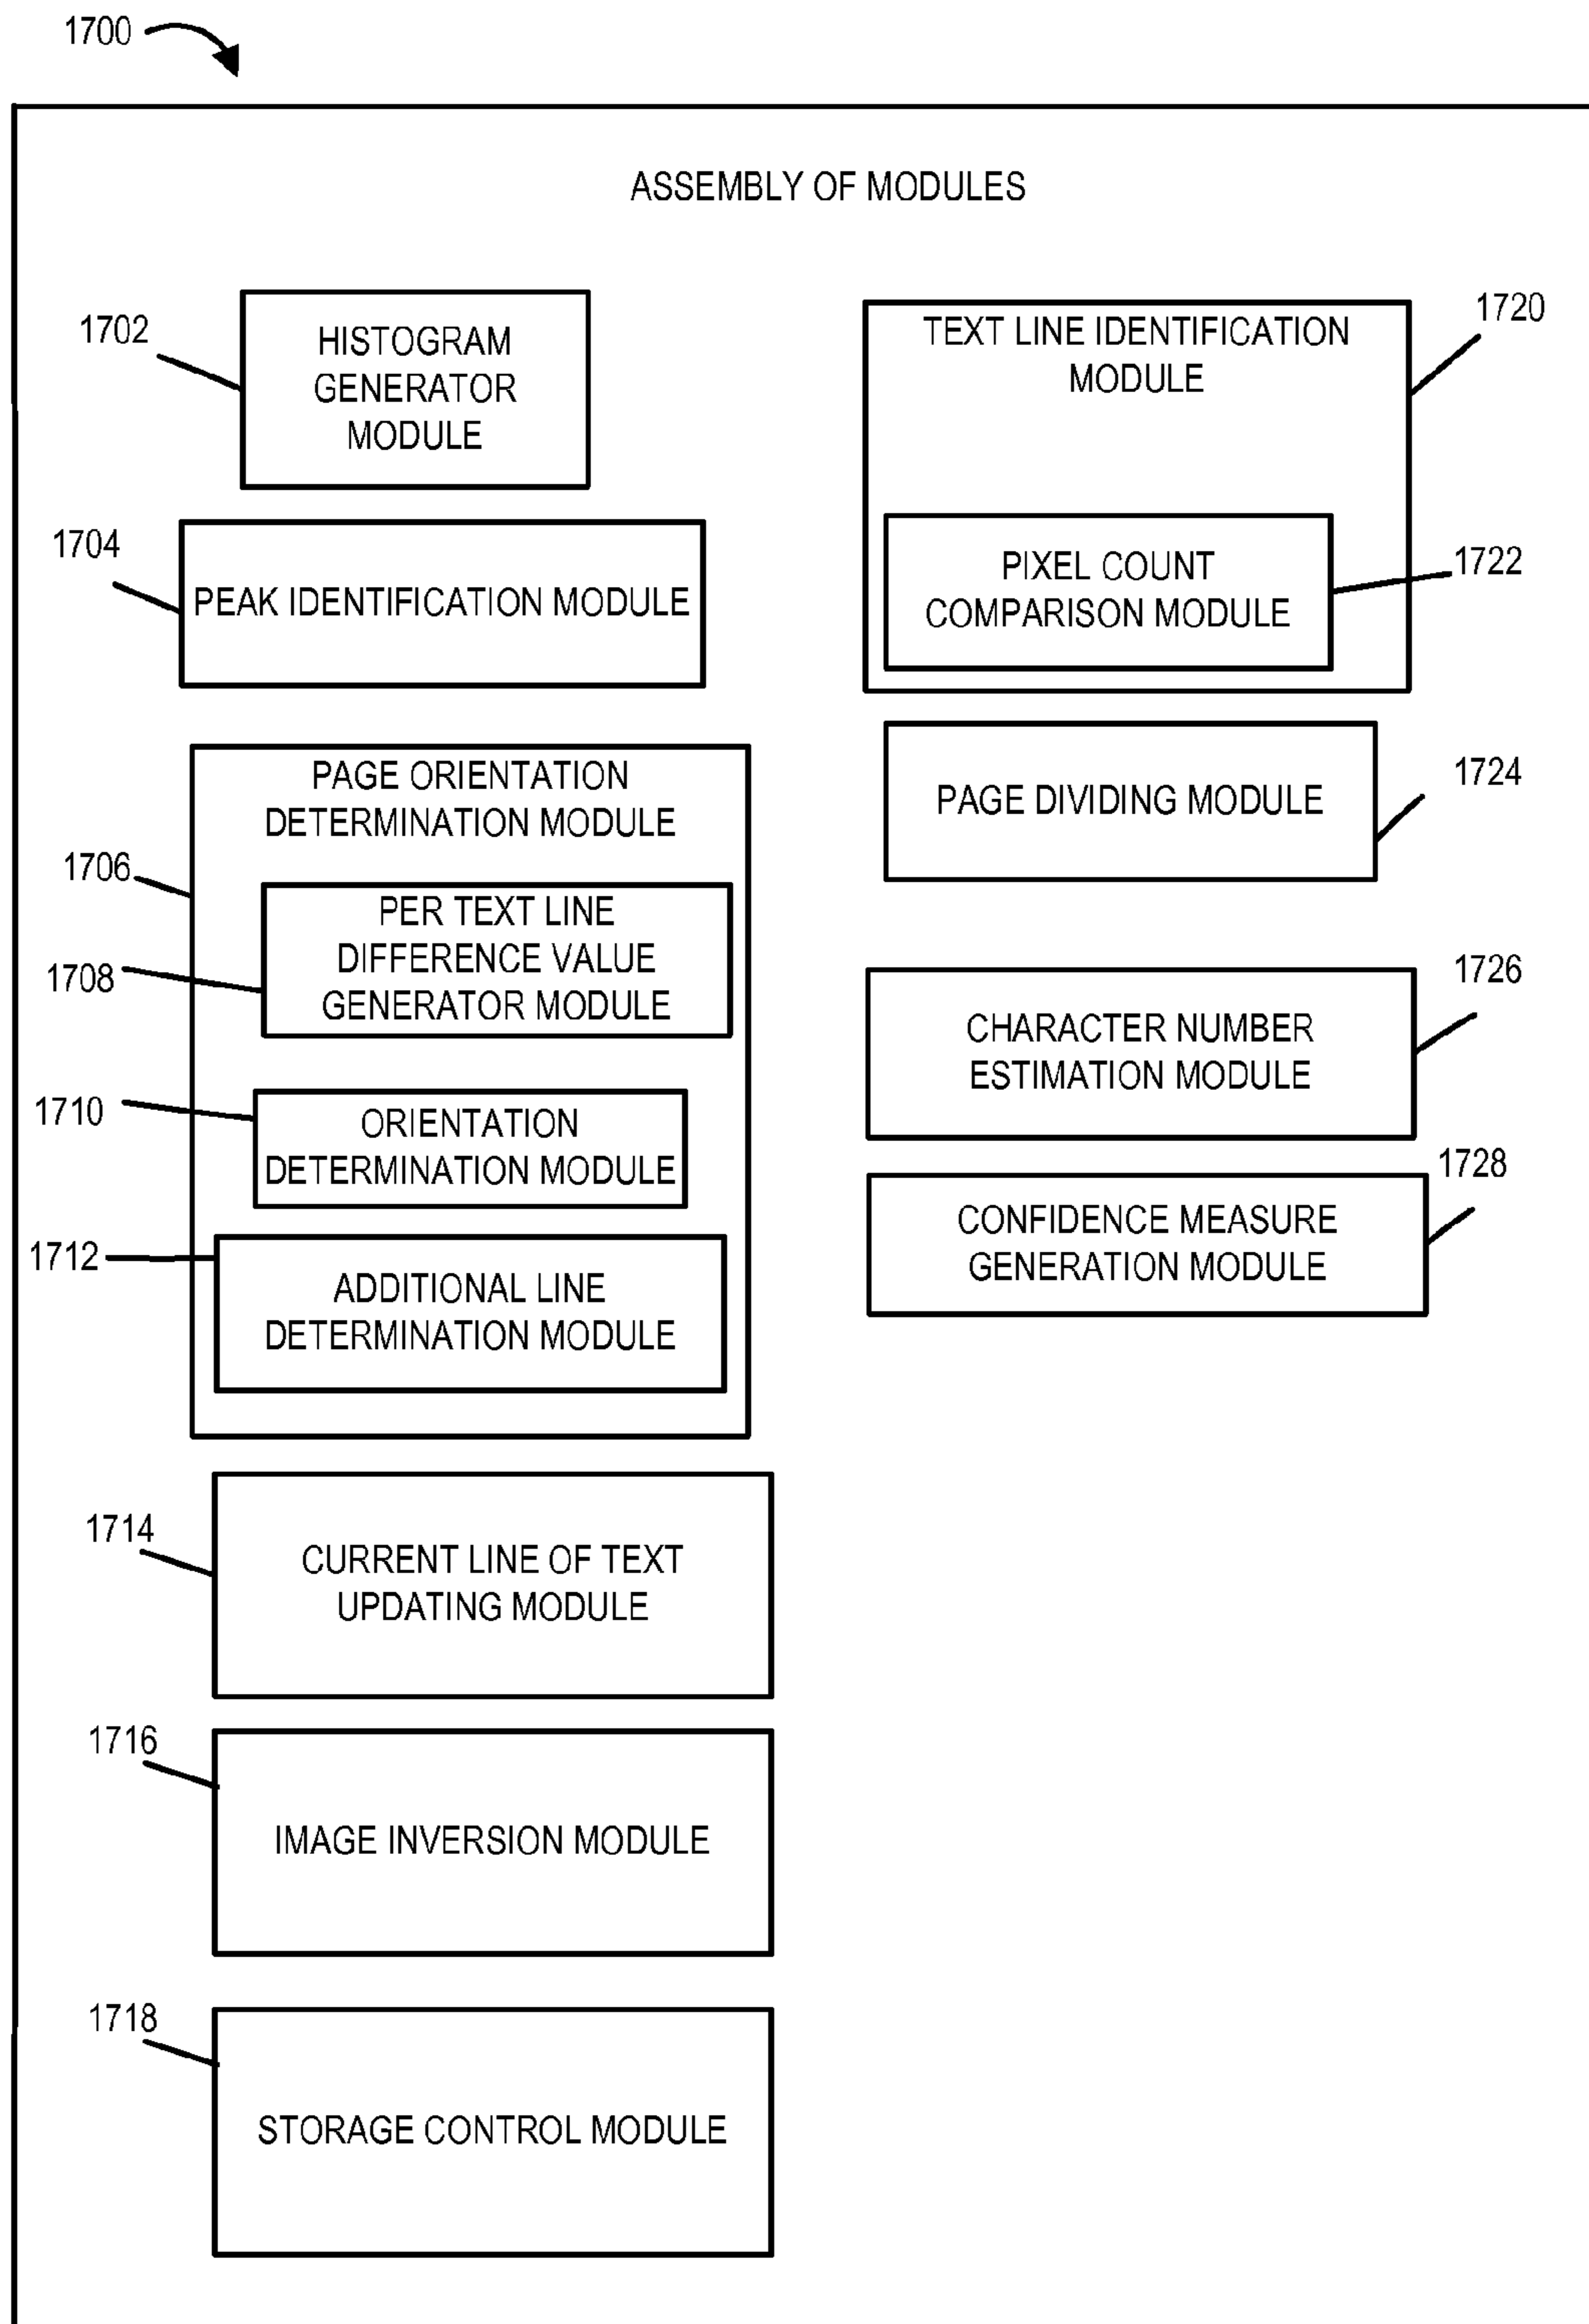 1700
ASSEMBLY OF MODULES
1702
HISTOGRAM
GENERATOR
MODULE
1704
PEAK IDENTIFICATION MODULE
PAGE ORIENTATION
DETERMINATION MODULE
1706
PER TEXT LINE
DIFFERENCE VALUE
GENERATOR MODULE
1708
1710
ORIENTATION
DETERMINATION MODULE
1712
ADDITIONAL LINE
DETERMINATION MODULE
1714
CURRENT LINE OF TEXT
UPDATING MODULE
1716
IMAGE INVERSION MODULE
1718
STORAGE CONTROL MODULE
TEXT LINE IDENTIFICATION
MODULE
1720
PIXEL COUNT
COMPARISON MODULE
1722
PAGE DIVIDING MODULE
1724
CHARACTER NUMBER
ESTIMATION MODULE
1726
CONFIDENCE MEASURE
GENERATION MODULE
1728